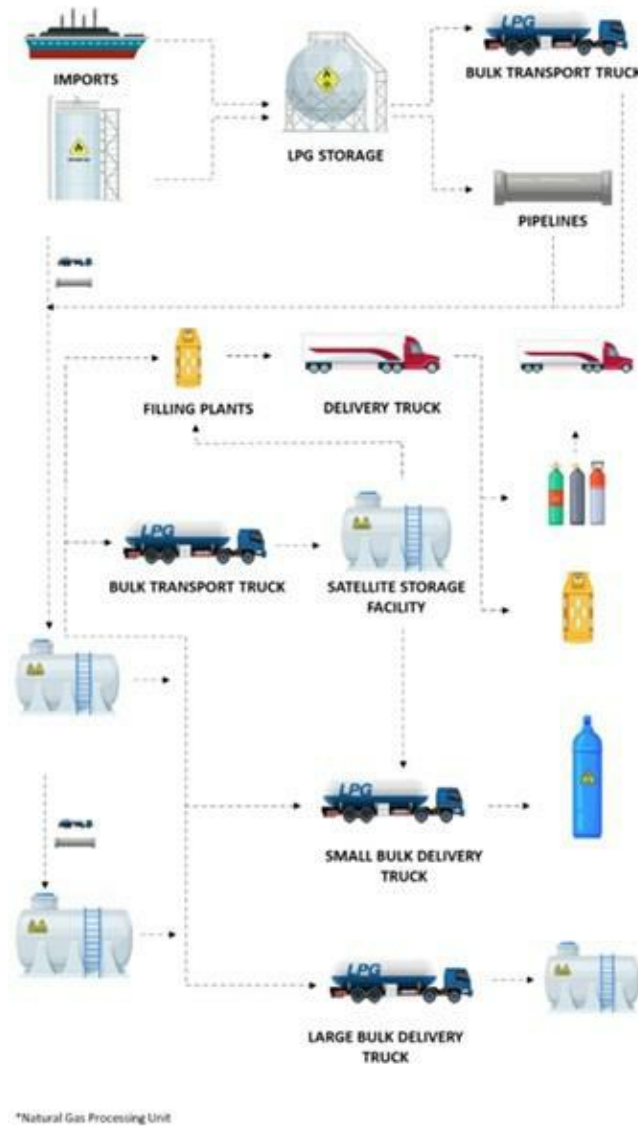 LPG
IMPORTS
BULK TRANSPORT TRUCK
LPG STORAGE
PIPELINES
FILLING PLANTS
DELIVERY TRUCK
LPG
BULK TRANSPORT TRUCK
SATELLITE STORAGE
FACILITY
LPG
SMALL BULK DELIVERY
TRUCK
LPG
LARGE BULK DELIVERY
TRUCK
*Natural Gas Processing Unit